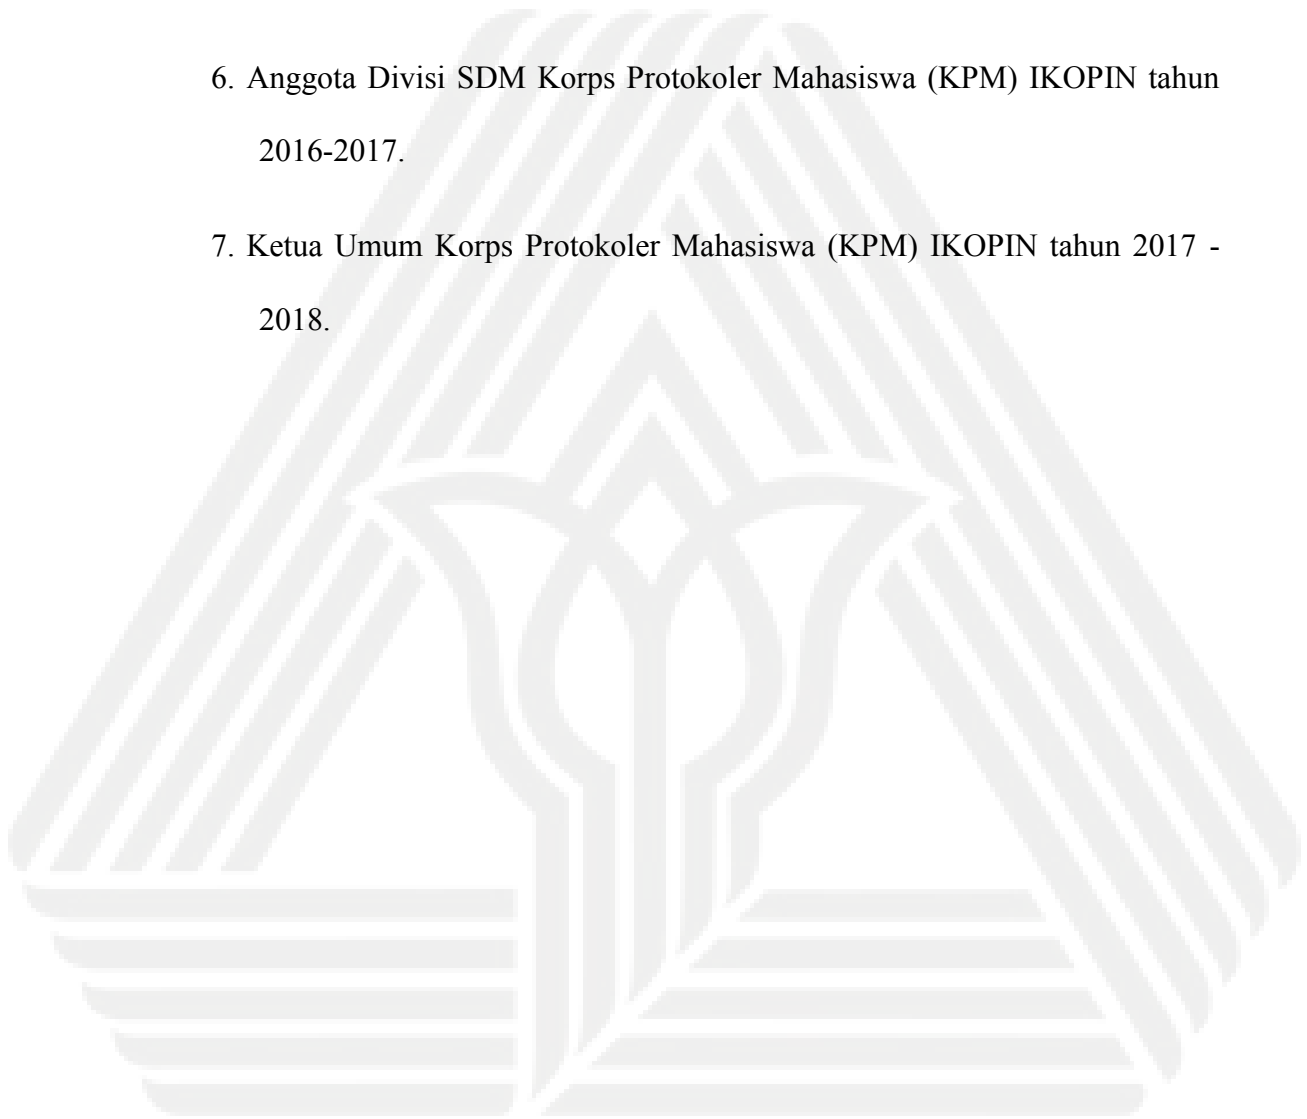 6. Anggota Divisi SDM Korps Protokoler Mahasiswa (KPM) IKOPIN tahun
2016-2017.
7. Ketua Umum Korps Protokoler Mahasiswa (KPM) IKOPIN tahun 2017 -
2018.